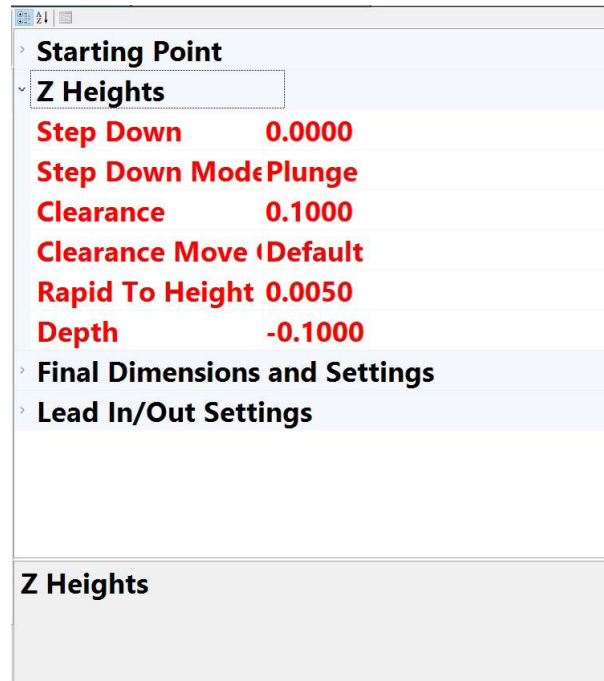 Starting Point
Z Heights
Step Down 0.0000
Step Down Mode Plunge
Clearance 0.1000
Clearance Move Default
Rapid To Height 0.0050
Depth -0.1000
Final Dimensions and Settings
Lead In/Out Settings
Z Heights